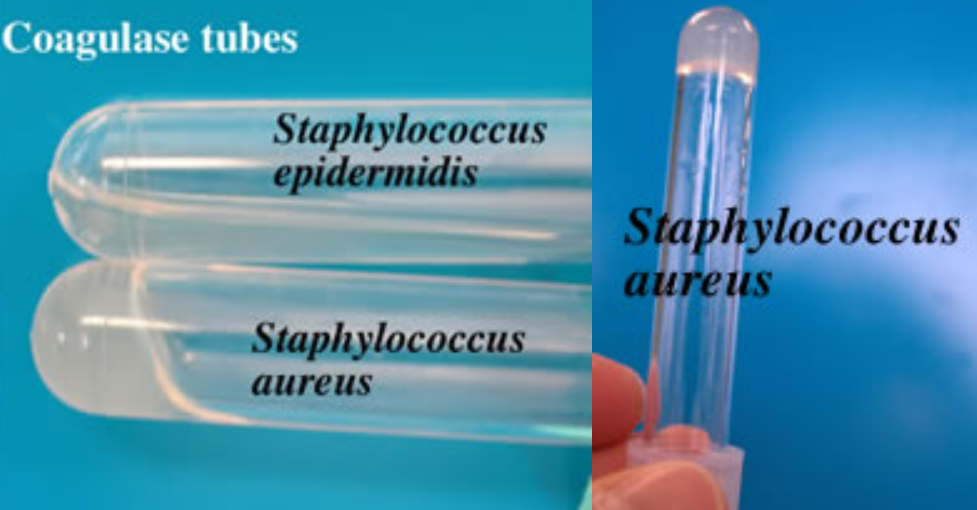 Coagulase tubes
Staphylococcus
epidermidis
Staphylococcus
aureus
Staphylococcus
aureus